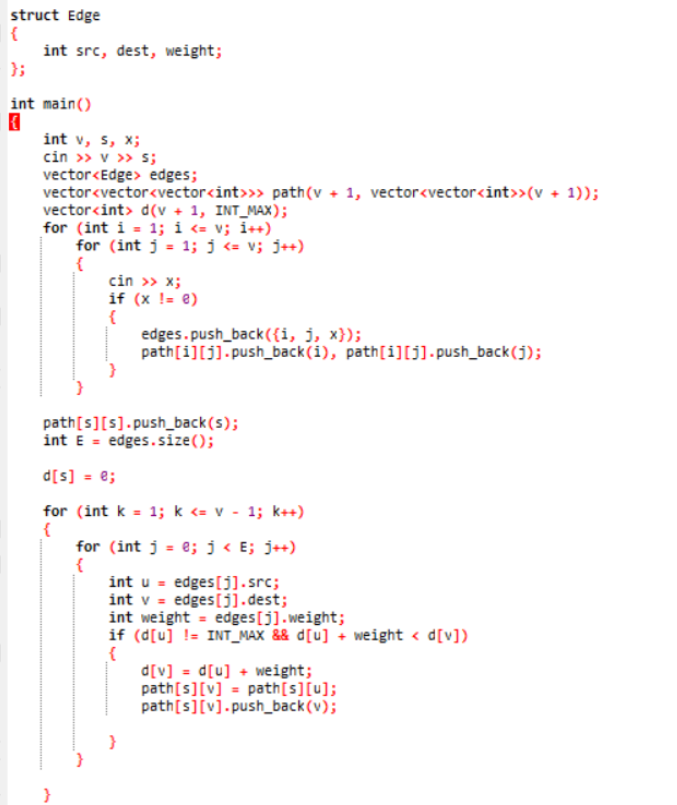 struct Edge
{
    int src, dest, weight;
};
int main()
{
    int v, s, x;
    cin >> v >> s;
    vector<Edge> edges;
    vector<vector<vector<int>>> path(v + 1, vector<vector<int>>(v + 1));
    vector<int> d(v + 1, INT_MAX);
    for (int i = 1; i <= v; i++)
        for (int j = 1; j <= v; j++)
        {
            cin >> x;
            if (x != 0)
            {
                edges.push_back({i, j, x});
                path[i][j].push_back(i), path[i][j].push_back(j);
            }
        }
    path[s][s].push_back(s);
    int E = edges.size();
    d[s] = 0;
    for (int k = 1; k <= v - 1; k++)
    {
        for (int j = 0; j < E; j++)
        {
            int u = edges[j].src;
            int v = edges[j].dest;
            int weight = edges[j].weight;
            if (d[u] != INT_MAX && d[u] + weight < d[v])
            {
                d[v] = d[u] + weight;
                path[s][v] = path[s][u];
                path[s][v].push_back(v);
            }
        }
    }